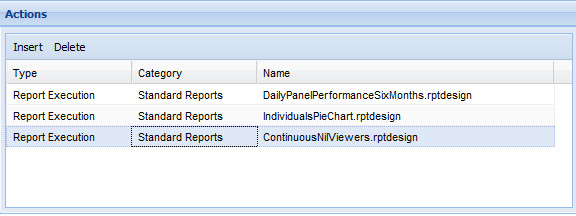 Actions
Insert Delete
Type Category Name
Report Execution Standard Reports DailyPanelPerformanceSixMonths.rptdesign
Report Execution Standard Reports IndividualsPieChart.rptdesign
Report Execution Standard Reports ContinuousNilViewers.rptdesign